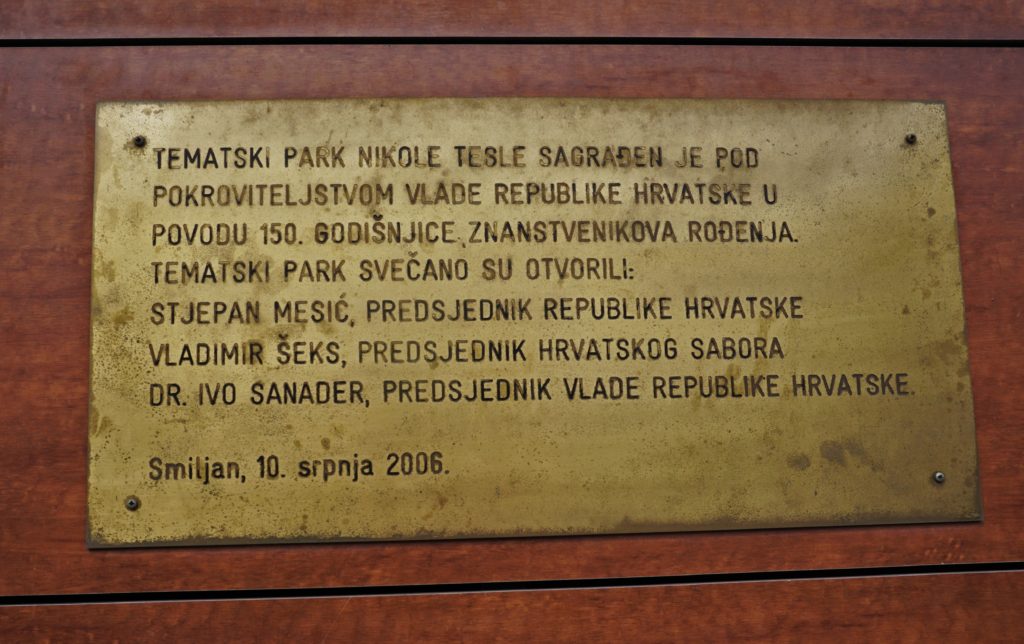 TEMATSKI PARK NIKOLE TESLE SAGRAĐEN JE POD
POKROVITELJSTVOM VLADE REPUBLIKE HRVATSKE U
POVODU 150. GODIŠNJICE ZNANSTVENIKOVA ROĐENJA.
TEMATSKI PARK SVEČANO SU OTVORILI:
STJEPAN MESIĆ, PREDSJEDNIK REPUBLIKE HRVATSKE
VLADIMIR ŠEKS, PREDSJEDNIK HRVATSKOG SABORA
DR. IVO SANADER, PREDSJEDNIK VLADE REPUBLIKE HRVATSKE.
Smiljan, 10. srpnja 2006.